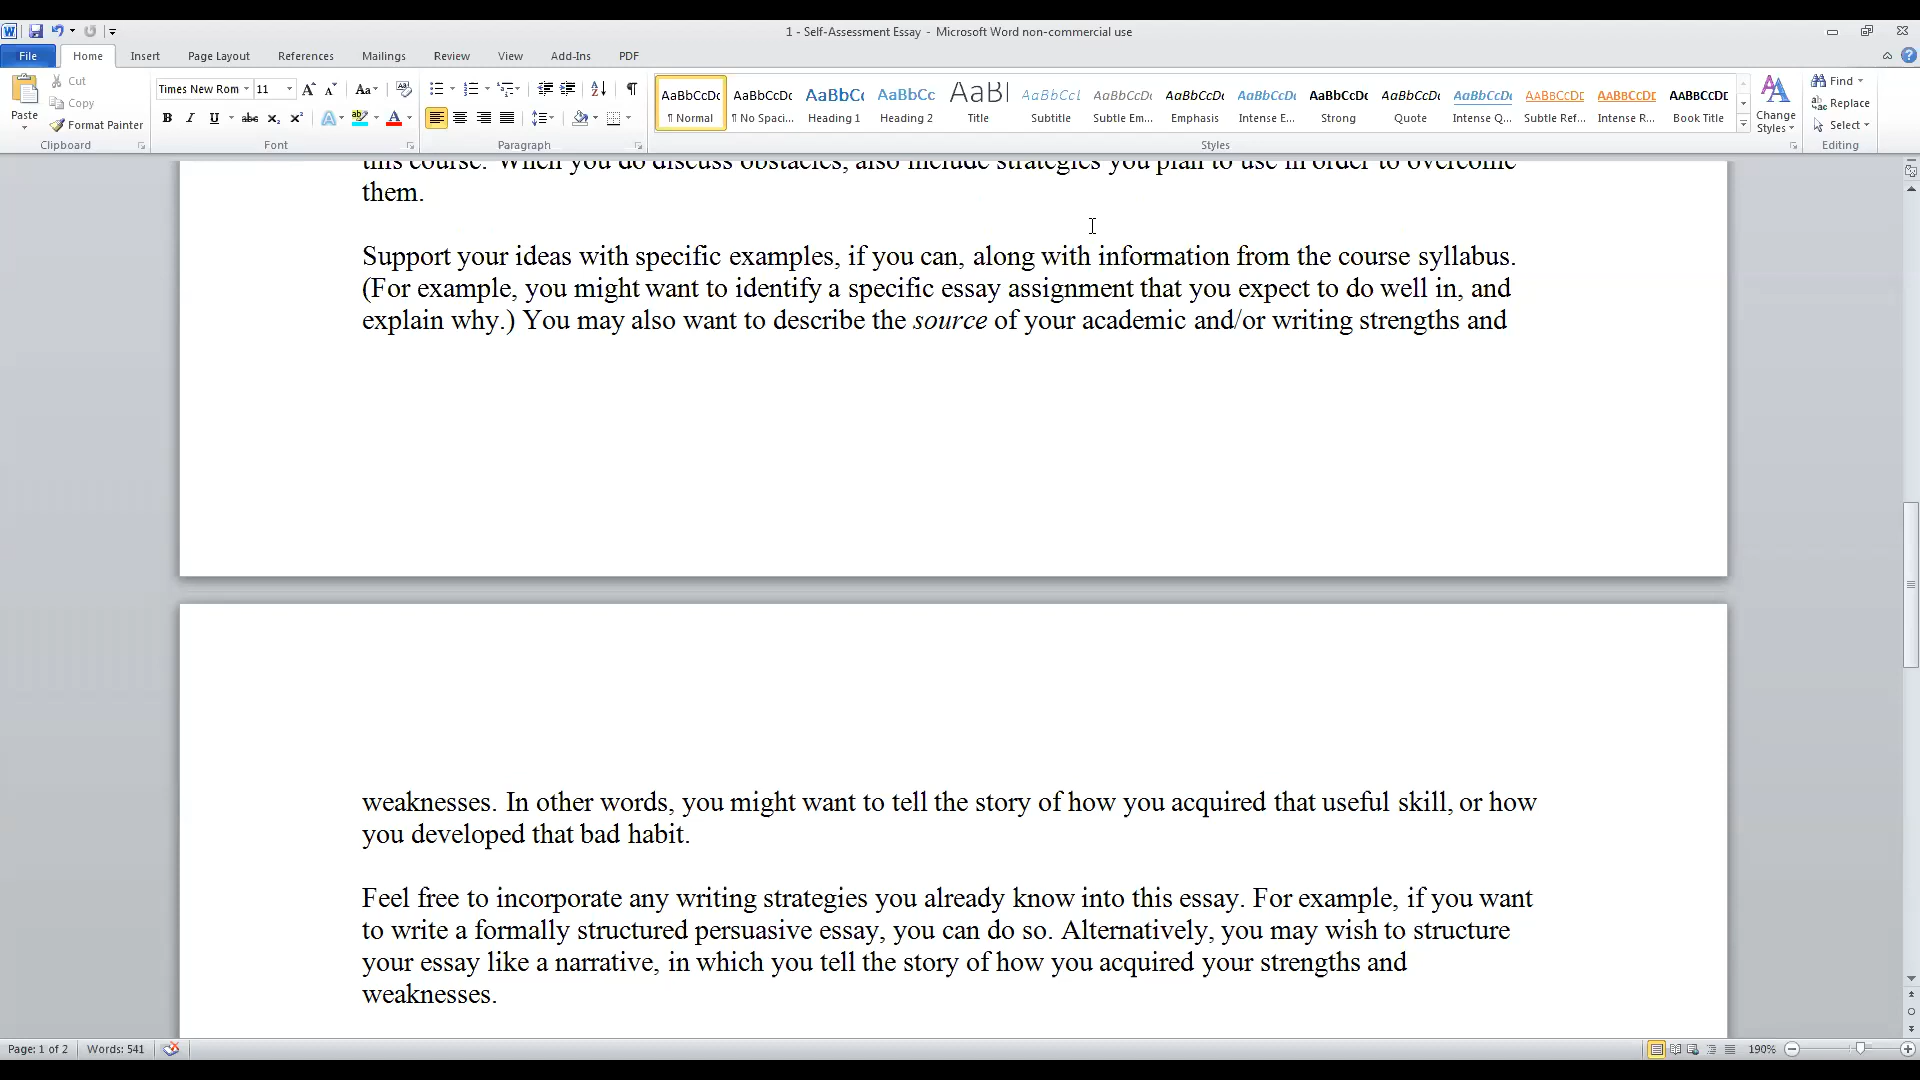 1 - Self-Assessment Essay - Microsoft Word non-commercial use
File Home Insert Page Layout References Mailings Review View Add-Ins PDF
Cut
Copy
Paste
Format Painter
Clipboard
Times New Rom 11
Font
Paragraph
AaBbCcDc AaBbCcDc AaBbCc AaBbCc AaBl AaBbCcL AaBbCcDc AaBbCcDc AaBbCcDc AaBbCcDc AaBbCcDc AaBbCcDc AaBbCcDc AaBbCcDc AaBbCcDc
¶ Normal ¶ No Spaci... Heading 1 Heading 2 Title Subtitle Subtle Em... Emphasis Intense E... Strong Quote Intense Q... Subtle Ref... Intense R... Book Title
Styles
Change
Styles
Find
Replace
Select
Editing
this course. When you do discuss obstacles, also include strategies you plan to use in order to overcome
them.
Support your ideas with specific examples, if you can, along with information from the course syllabus.
(For example, you might want to identify a specific essay assignment that you expect to do well in, and
explain why.) You may also want to describe the source of your academic and/or writing strengths and
weaknesses. In other words, you might want to tell the story of how you acquired that useful skill, or how
you developed that bad habit.
Feel free to incorporate any writing strategies you already know into this essay. For example, if you want
to write a formally structured persuasive essay, you can do so. Alternatively, you may wish to structure
your essay like a narrative, in which you tell the story of how you acquired your strengths and
weaknesses.
Page: 1 of 2 Words: 541 190%